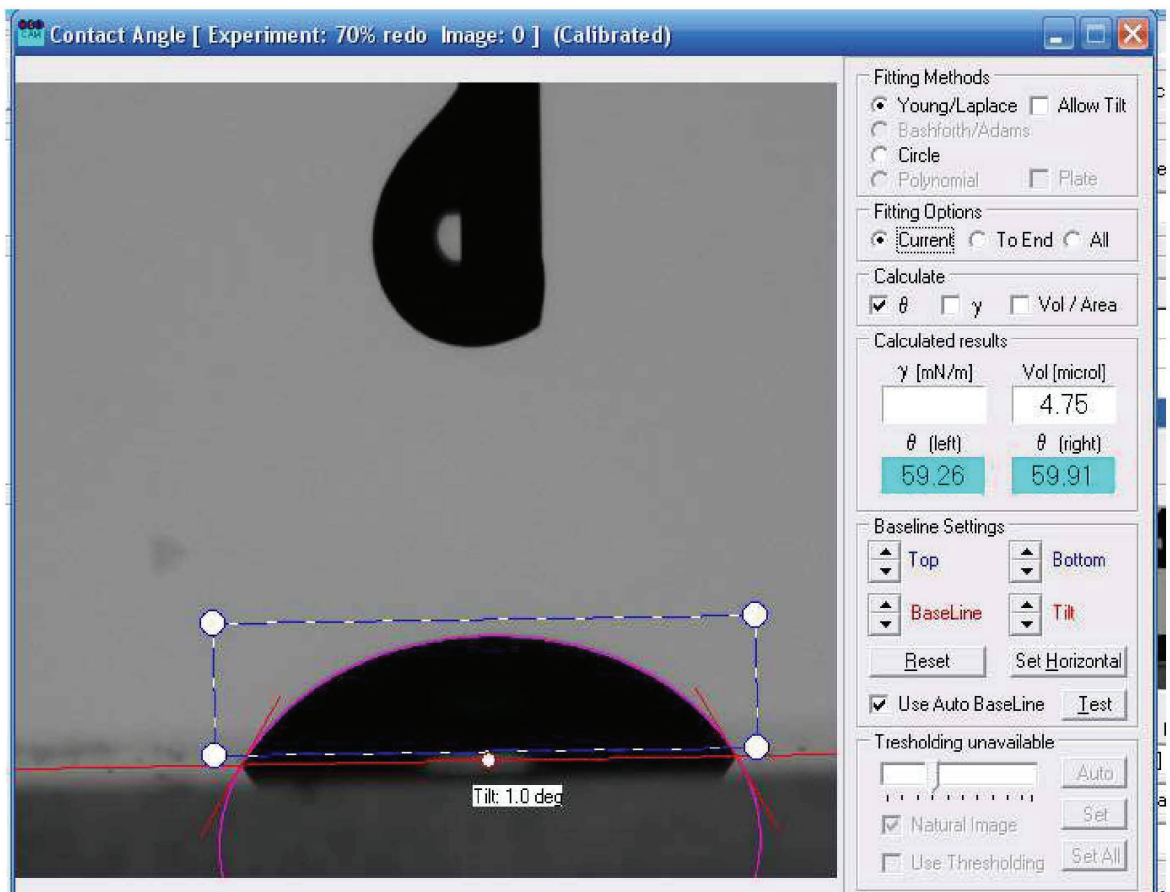 Contact Angle [ Experiment: 70% redo Image: 0 ] (Calibrated)
Fitting Methods
Young/Laplace Allow Tilt
Bashforth/Adams
Circle
Polynomial Plate
Fitting Options
Current To End All
Calculate
θ γ Vol / Area
Calculated results
γ [mN/m] Vol [microl]
4.75
θ (left) θ (right)
59.26 59.91
Baseline Settings
Top Bottom
BaseLine Tilt
Reset Set Horizontal
Use Auto BaseLine Test
Tresholding unavailable
Auto
Natural Image Set
Use Thresholding Set All
Tilt: 1.0 deg